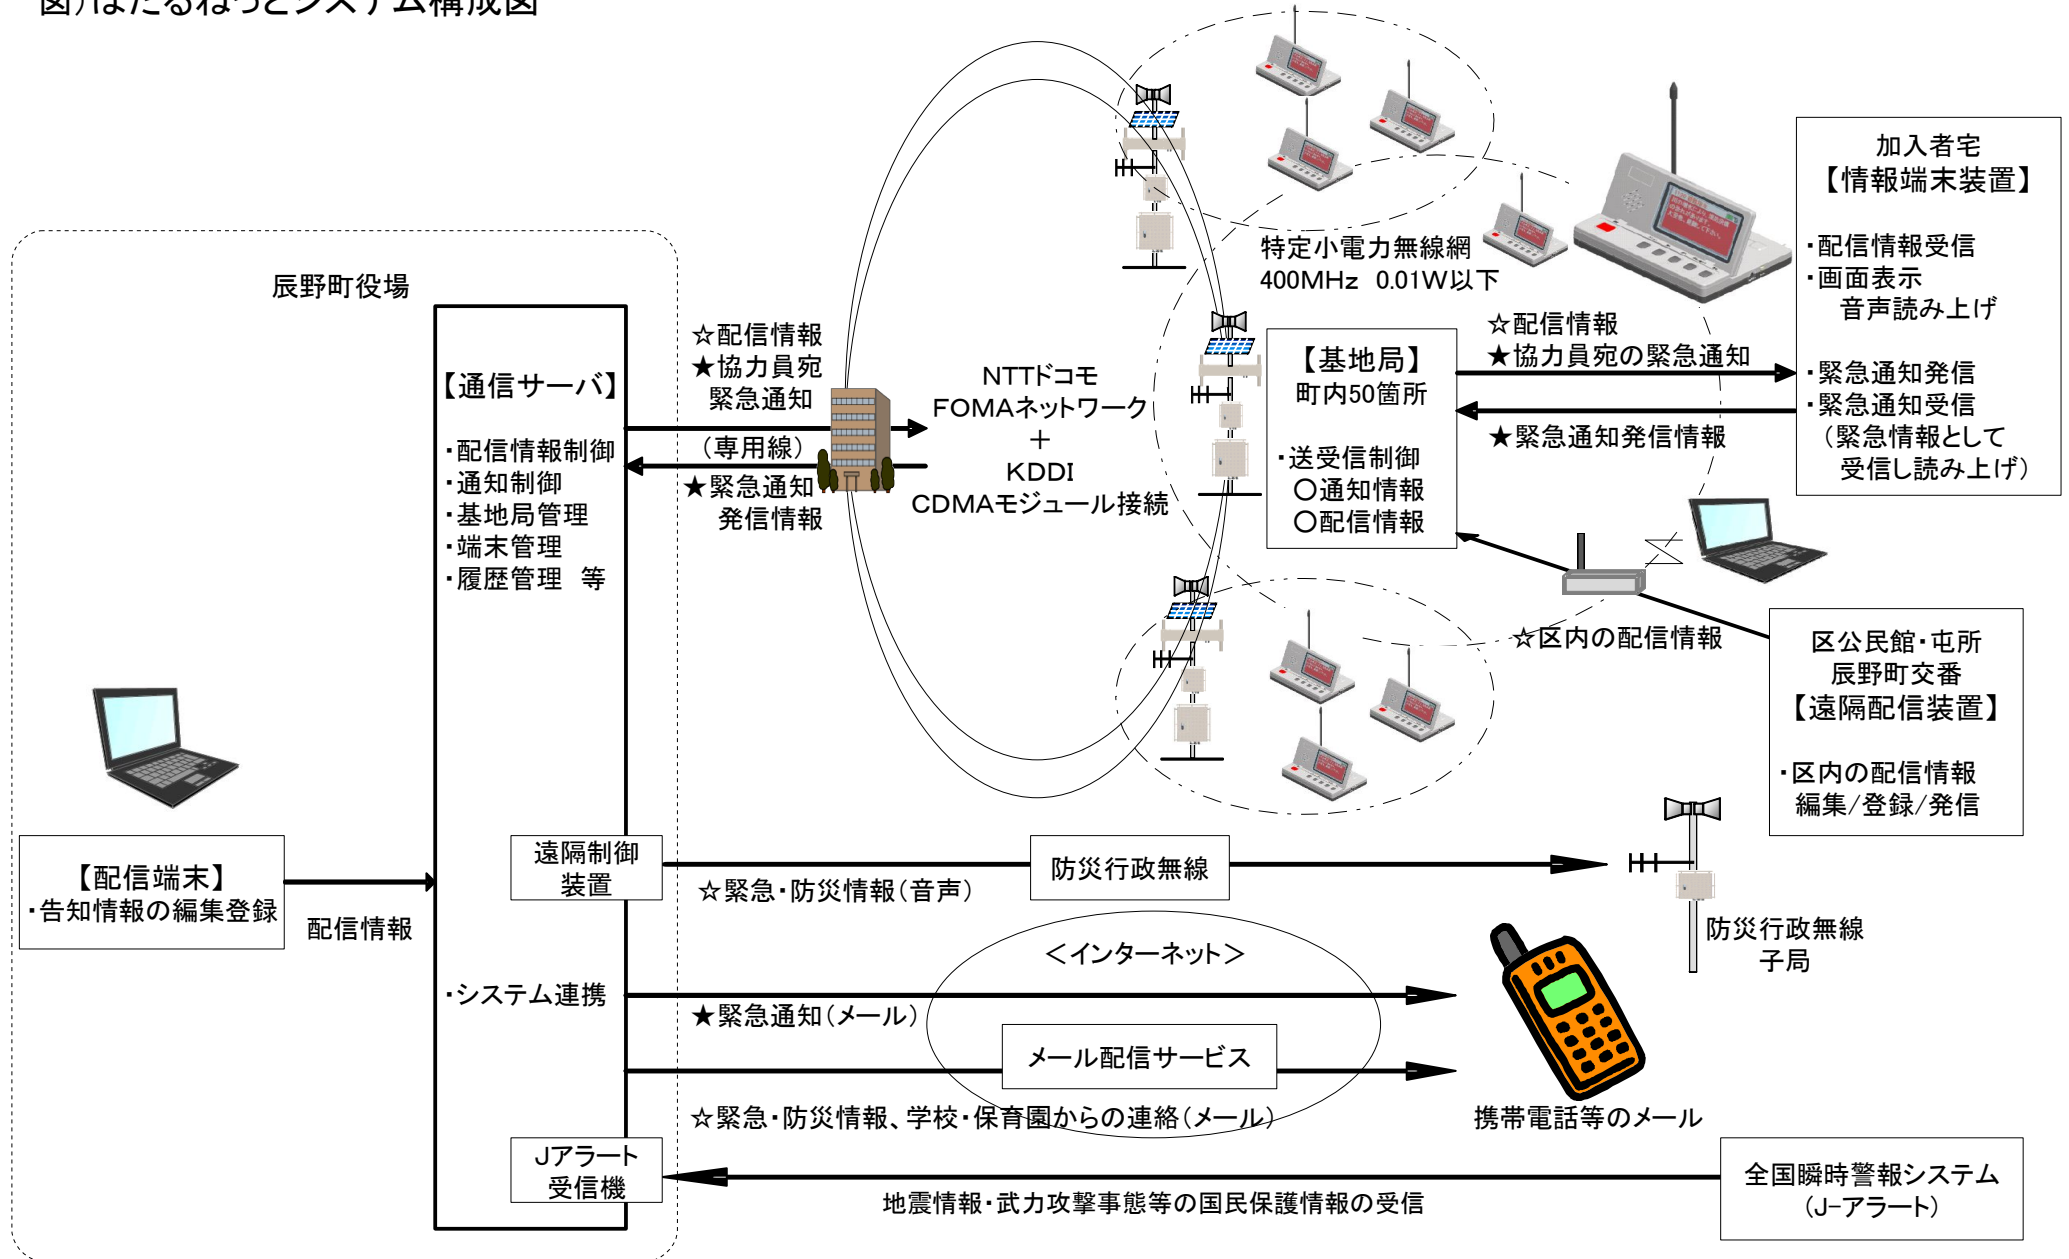 図)ほたるねっとシステム構成図
辰野町役場
【通信サーバ】
・配信情報制御
・通知制御
・基地局管理
・端末管理
・履歴管理　等
・システム連携
☆配信情報
★協力員宛
緊急通知
（専用線）
★緊急通知
発信情報
NTTドコモ
FOMAネットワーク
＋
KDDI
CDMAモジュール接続
特定小電力無線網
400MHz　0.01W以下
【基地局】
町内50箇所
・送受信制御
○通知情報
○配信情報
☆配信情報
★協力員宛の緊急通知
★緊急通知発信情報
加入者宅
【情報端末装置】
・配信情報受信
・画面表示
音声読み上げ
・緊急通知発信
・緊急通知受信
（緊急情報として
受信し読み上げ）
☆区内の配信情報
区公民館・屯所
辰野町交番
【遠隔配信装置】
・区内の配信情報
編集/登録/発信
【配信端末】
・告知情報の編集登録
配信情報
遠隔制御
装置
☆緊急・防災情報（音声）
防災行政無線
防災行政無線
子局
＜インターネット＞
★緊急通知（メール）
メール配信サービス
☆緊急・防災情報、学校・保育園からの連絡（メール）
携帯電話等のメール
Jアラート
受信機
地震情報・武力攻撃事態等の国民保護情報の受信
全国瞬時警報システム
（J-アラート）